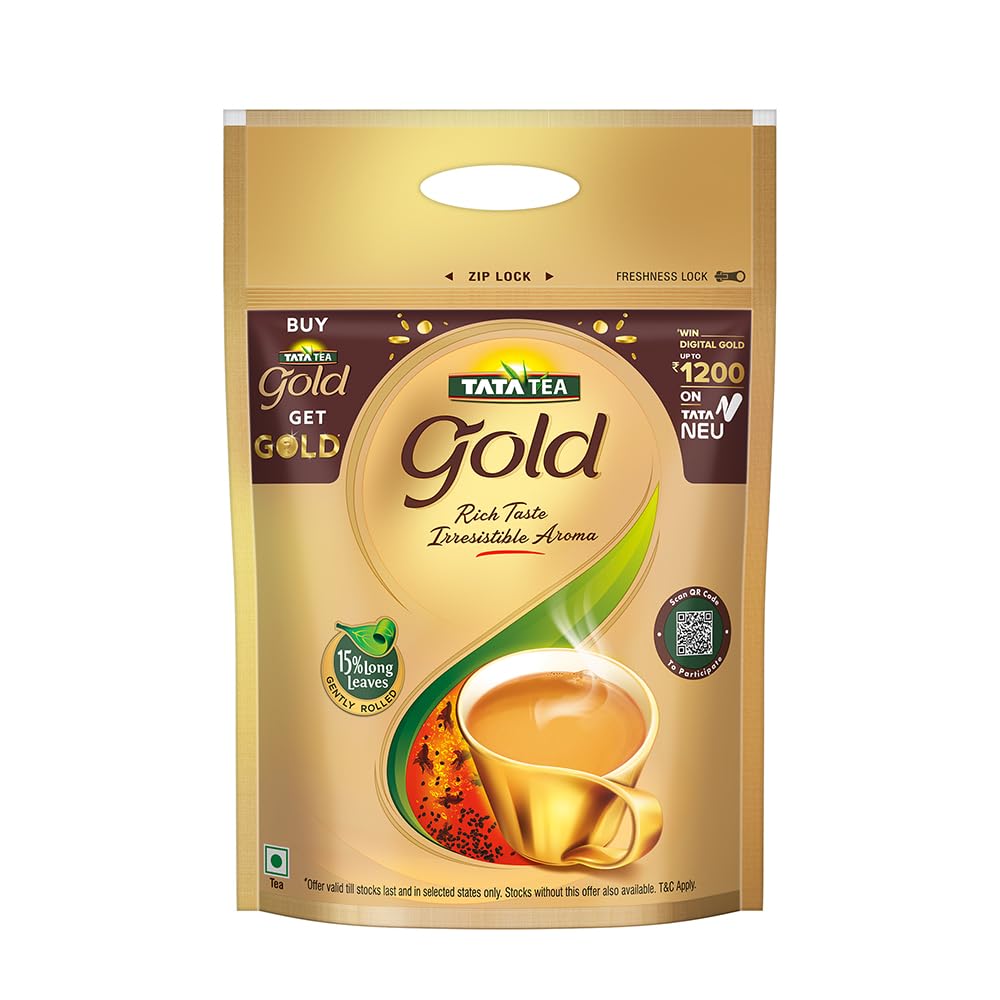 ◄ ZIP LOCK ►
FRESHNESS LOCK
BUY
TATA TEA
Gold
GET
GOLD*
*WIN
DIGITAL GOLD
UP TO
₹1200
ON
TATA
NEU
TATA TEA
Gold
Rich Taste
Irresistible Aroma
15% Long
Leaves
GENTLY ROLLED
Scan QR Code
To Participate
Tea
*Offer valid till stocks last and in selected states only. Stocks without this offer also available. T&C Apply.